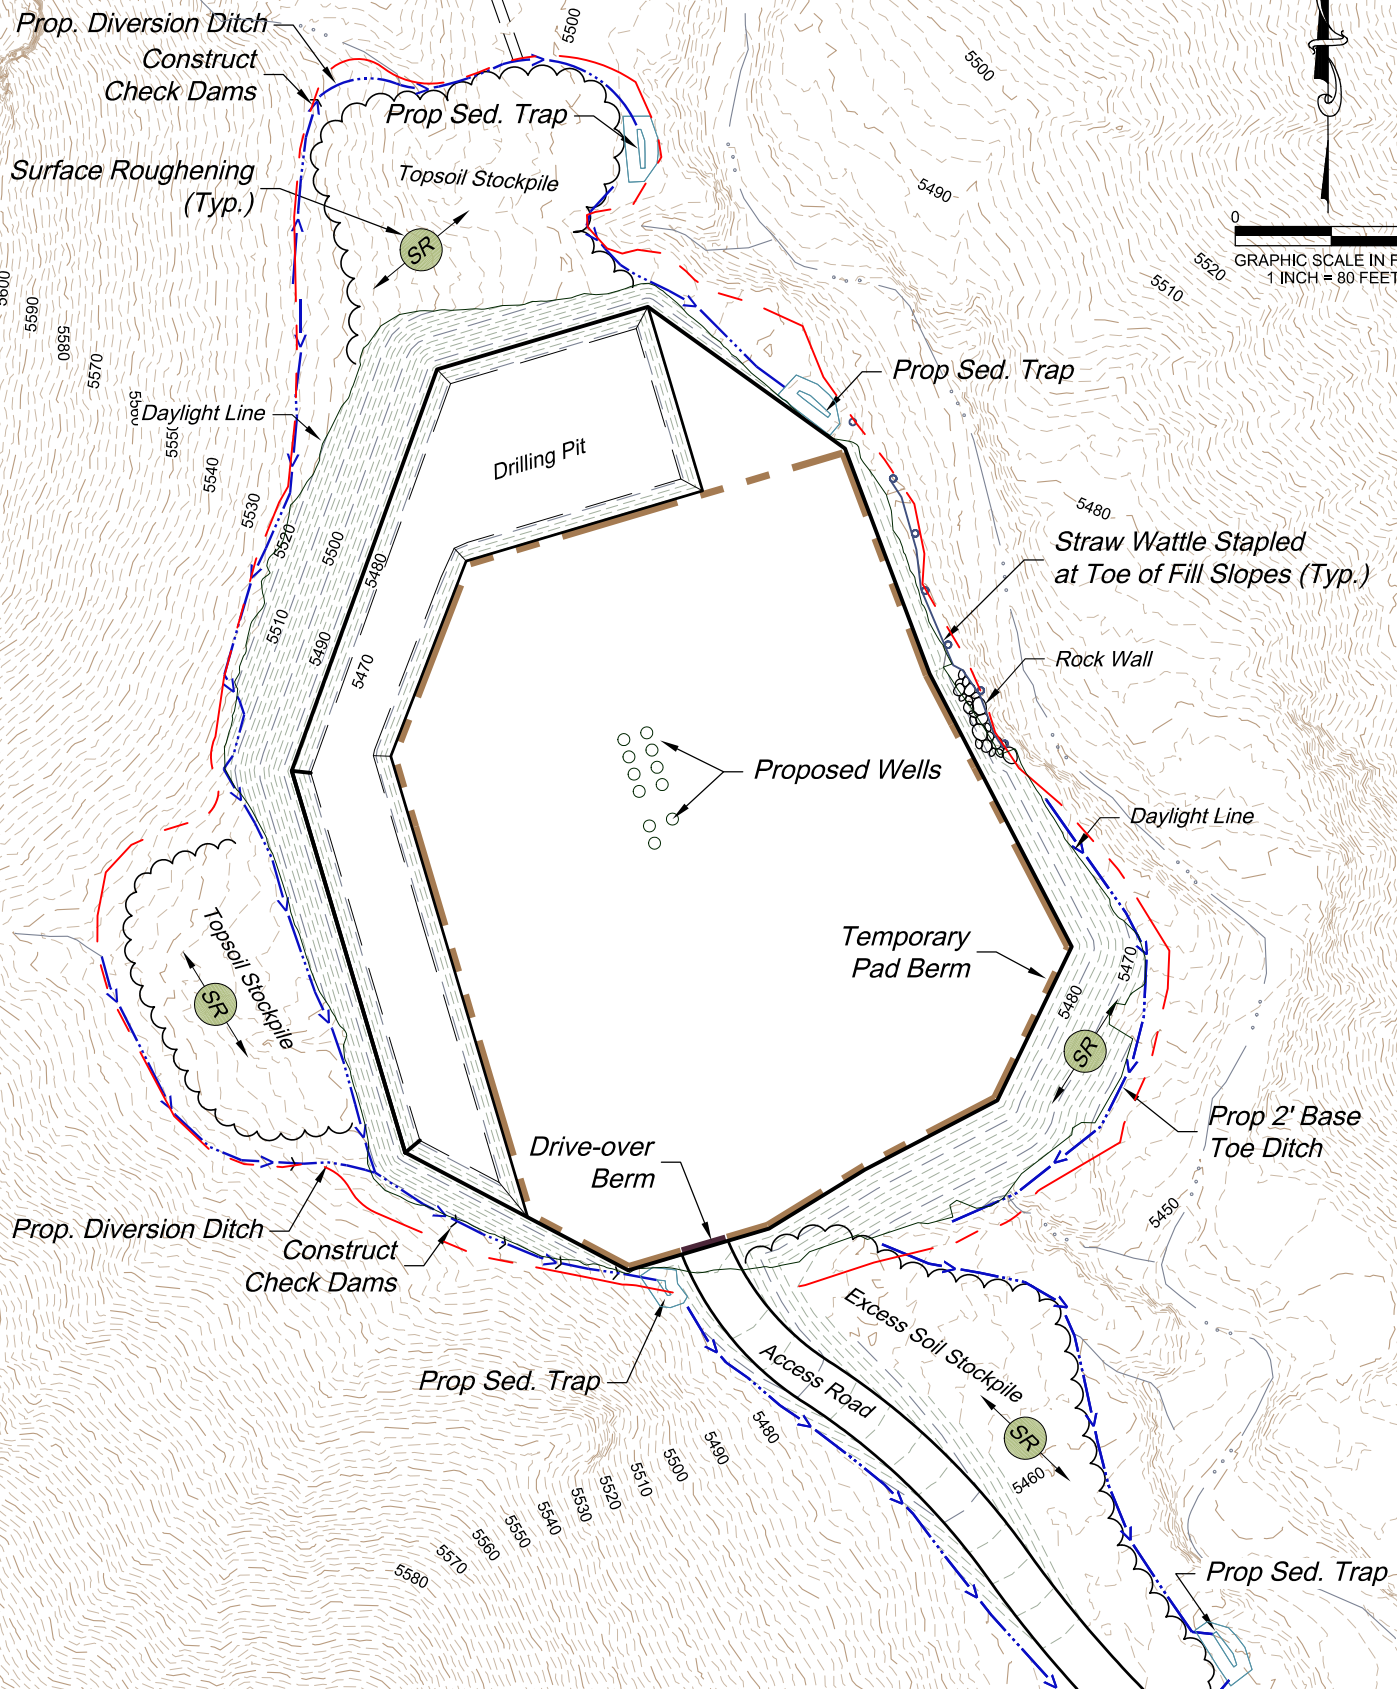 Prop. Diversion Ditch
Construct
Check Dams
5500
5500
Prop Sed. Trap
Surface Roughening
(Typ.)
Topsoil Stockpile
SR
5490
0
GRAPHIC SCALE IN
1 INCH = 80 FEET
5520
5510
5590
5580
5570
5550
5540
5530
5520
5510
5500
5490
5480
5470
Daylight Line
Drilling Pit
Prop Sed. Trap
5480
Straw Wattle Stapled
at Toe of Fill Slopes (Typ.)
Rock Wall
Proposed Wells
Daylight Line
Topsoil Stockpile
SR
Temporary
Pad Berm
5470
5480
SR
Prop 2' Base
Toe Ditch
Drive-over
Berm
5450
Prop. Diversion Ditch
Construct
Check Dams
Prop Sed. Trap
Access Road
Excess Soil Stockpile
SR
5460
5480
5490
5500
5510
5520
5530
5540
5550
5560
5570
5580
Prop Sed. Trap